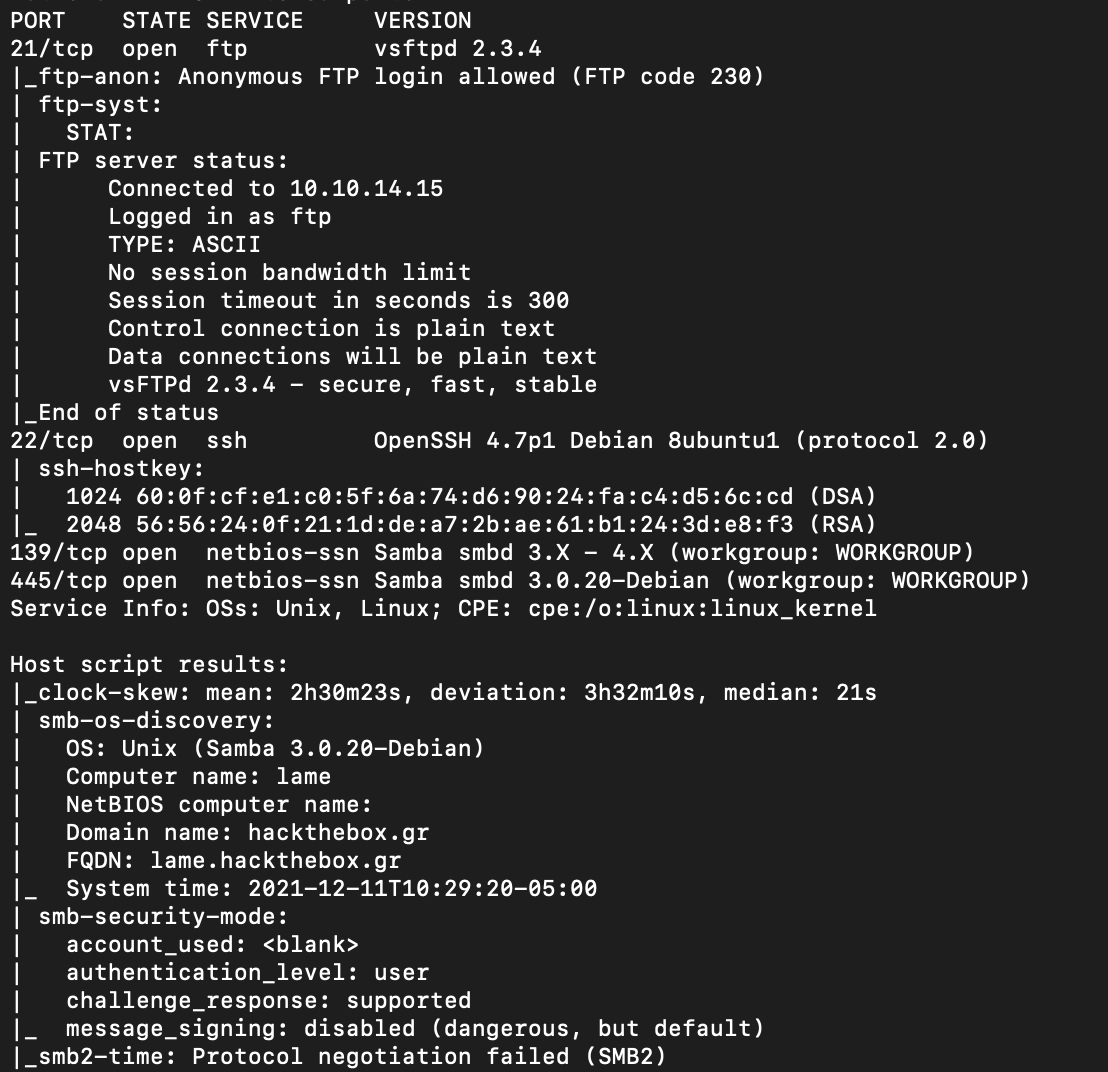 PORT    STATE SERVICE     VERSION
21/tcp  open  ftp         vsftpd 2.3.4
|_ftp-anon: Anonymous FTP login allowed (FTP code 230)
| ftp-syst:
|   STAT:
| FTP server status:
|      Connected to 10.10.14.15
|      Logged in as ftp
|      TYPE: ASCII
|      No session bandwidth limit
|      Session timeout in seconds is 300
|      Control connection is plain text
|      Data connections will be plain text
|      vsFTPd 2.3.4 - secure, fast, stable
|_End of status
22/tcp  open  ssh         OpenSSH 4.7p1 Debian 8ubuntu1 (protocol 2.0)
| ssh-hostkey:
|   1024 60:0f:cf:e1:c0:5f:6a:74:d6:90:24:fa:c4:d5:6c:cd (DSA)
|_  2048 56:56:24:0f:21:1d:de:a7:2b:ae:61:b1:24:3d:e8:f3 (RSA)
139/tcp open  netbios-ssn Samba smbd 3.X - 4.X (workgroup: WORKGROUP)
445/tcp open  netbios-ssn Samba smbd 3.0.20-Debian (workgroup: WORKGROUP)
Service Info: OSs: Unix, Linux; CPE: cpe:/o:linux:linux_kernel
Host script results:
|_clock-skew: mean: 2h30m23s, deviation: 3h32m10s, median: 21s
| smb-os-discovery:
|   OS: Unix (Samba 3.0.20-Debian)
|   Computer name: lame
|   NetBIOS computer name:
|   Domain name: hackthebox.gr
|   FQDN: lame.hackthebox.gr
|_  System time: 2021-12-11T10:29:20-05:00
| smb-security-mode:
|   account_used: <blank>
|   authentication_level: user
|   challenge_response: supported
|_  message_signing: disabled (dangerous, but default)
|_smb2-time: Protocol negotiation failed (SMB2)